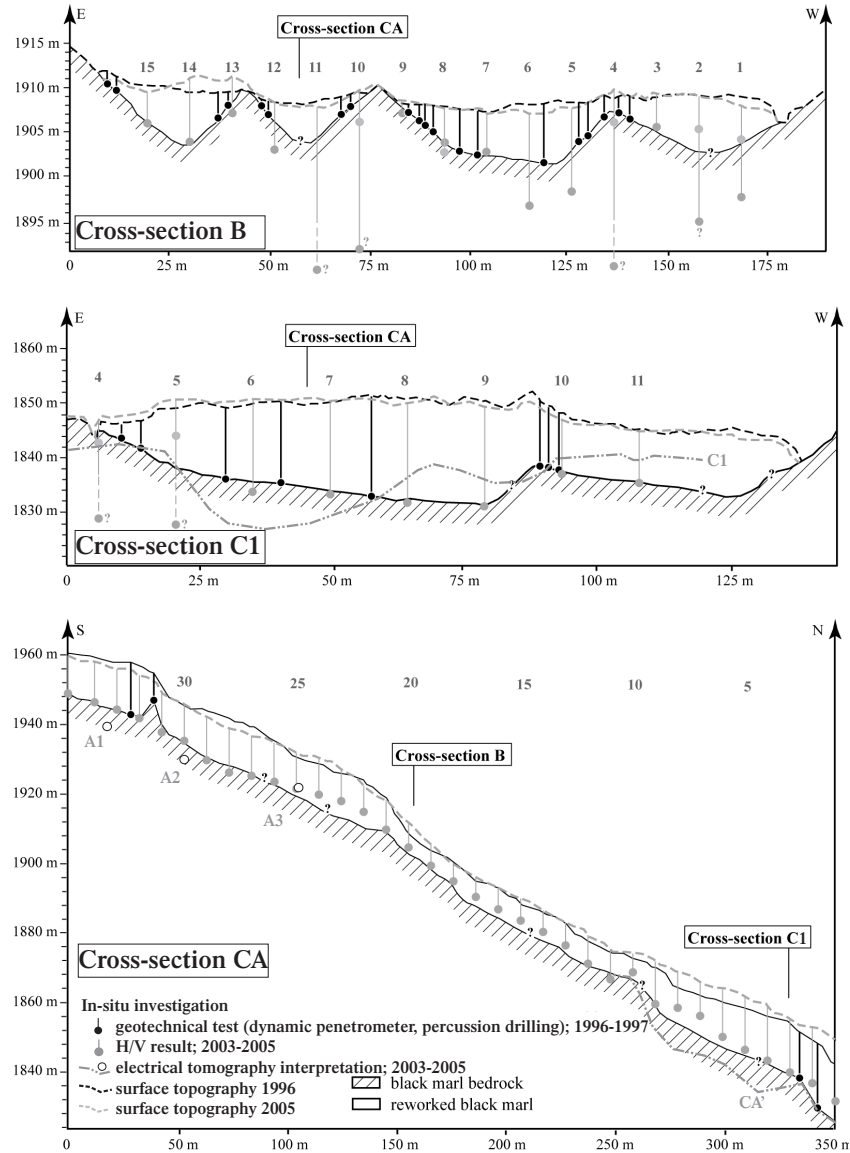 E
W
1915 m
Cross-section CA
15 14 13 12 11 10 9 8 7 6 5 4 3 2 1
1910 m
1905 m
?
?
1900 m
1895 m
?
Cross-section B
?
?
?
0 25 m 50 m 75 m 100 m 125 m 150 m 175 m
E
W
1860 m
Cross-section CA
4 5 6 7 8 9 10 11
1850 m
1840 m
C1
?
?
?
1830 m
?
?
Cross-section C1
0 25 m 50 m 75 m 100 m 125 m
S
N
1960 m
30 25 20 15 10 5
1940 m
A1
A2
Cross-section B
?
1920 m
?
A3
1900 m
1880 m
?
Cross-section C1
Cross-section CA
?
1860 m
In-situ investigation
geotechnical test (dynamic penetrometer, percussion drilling); 1996-1997
H/V result; 2003-2005
?
electrical tomography interpretation; 2003-2005
1840 m
surface topography 1996
black marl bedrock
CA'
surface topography 2005
reworked black marl
0 50 m 100 m 150 m 200 m 250 m 300 m 350 m